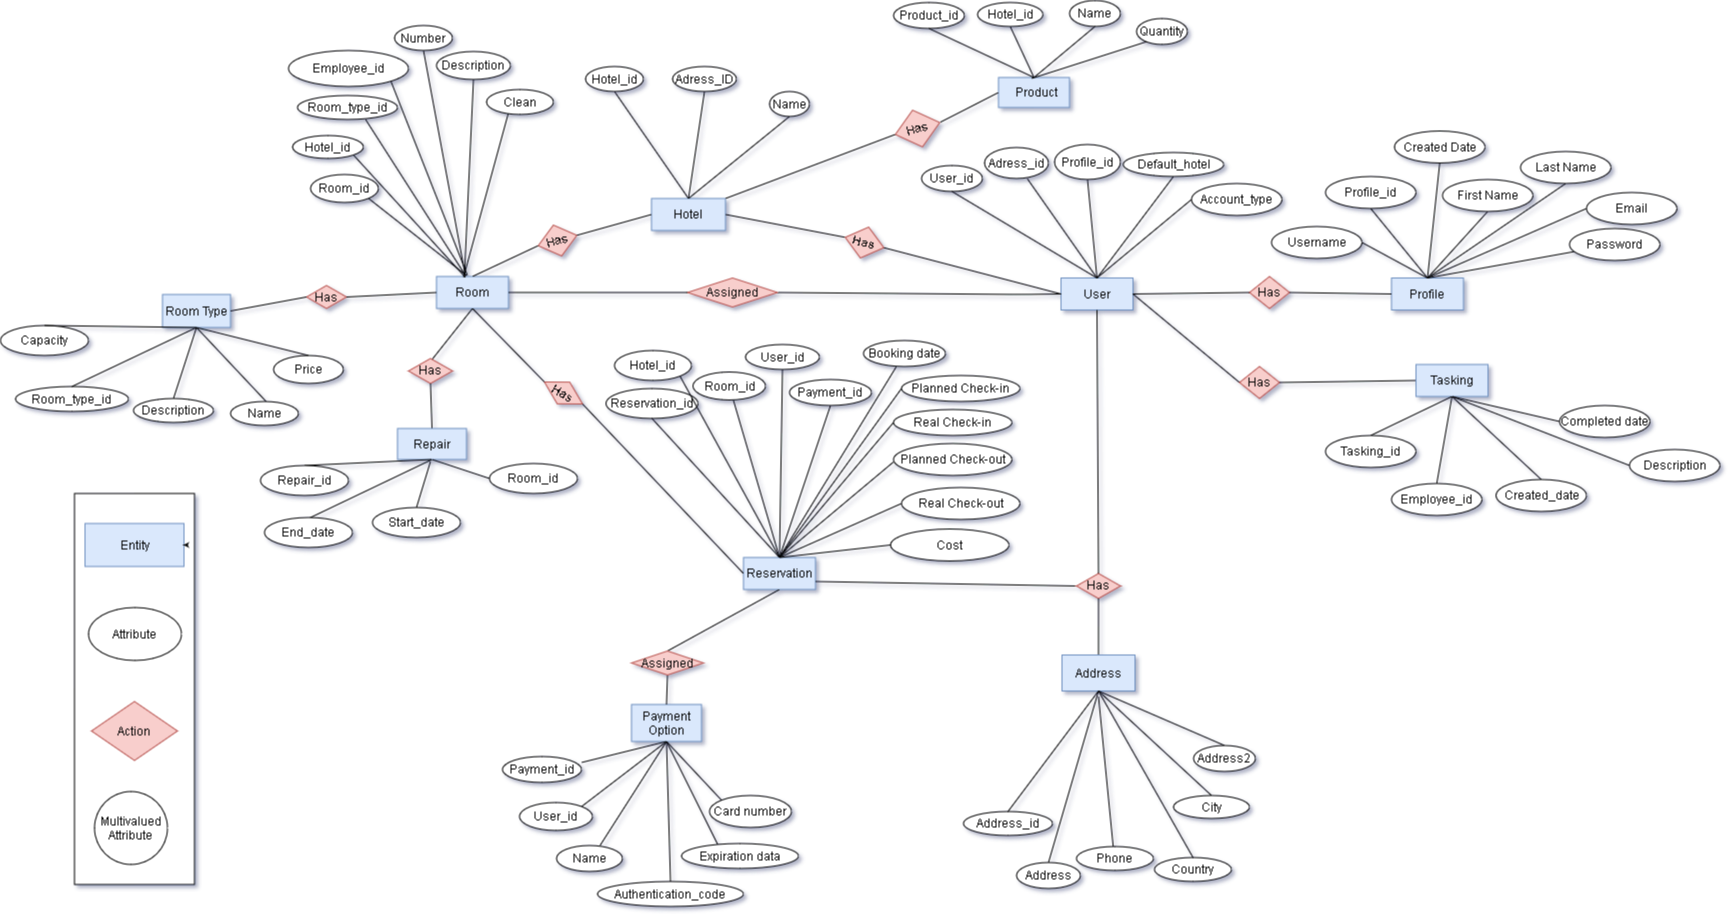 Product_id
Hotel_id
Name
Quantity
Product
Has
Number
Employee_id
Description
Room_type_id
Clean
Hotel_id
Room_id
Hotel_id
Adress_ID
Name
Hotel
Has
Has
Room
Assigned
User_id
Adress_id
Profile_id
Default_hotel
Account_type
User
Has
Created Date
Last Name
Profile_id
First Name
Email
Username
Password
Profile
Room Type
Has
Capacity
Price
Room_type_id
Description
Name
Has
Has
Repair
Repair_id
Room_id
End_date
Start_date
Hotel_id
User_id
Booking date
Room_id
Payment_id
Planned Check-in
Reservation_id
Real Check-in
Planned Check-out
Real Check-out
Cost
Reservation
Has
Tasking
Completed date
Tasking_id
Description
Employee_id
Created_date
Has
Assigned
Payment
Option
Payment_id
User_id
Card number
Name
Expiration data
Authentication_code
Address
Address2
City
Address_id
Phone
Country
Address
Entity
Attribute
Action
Multivalued
Attribute